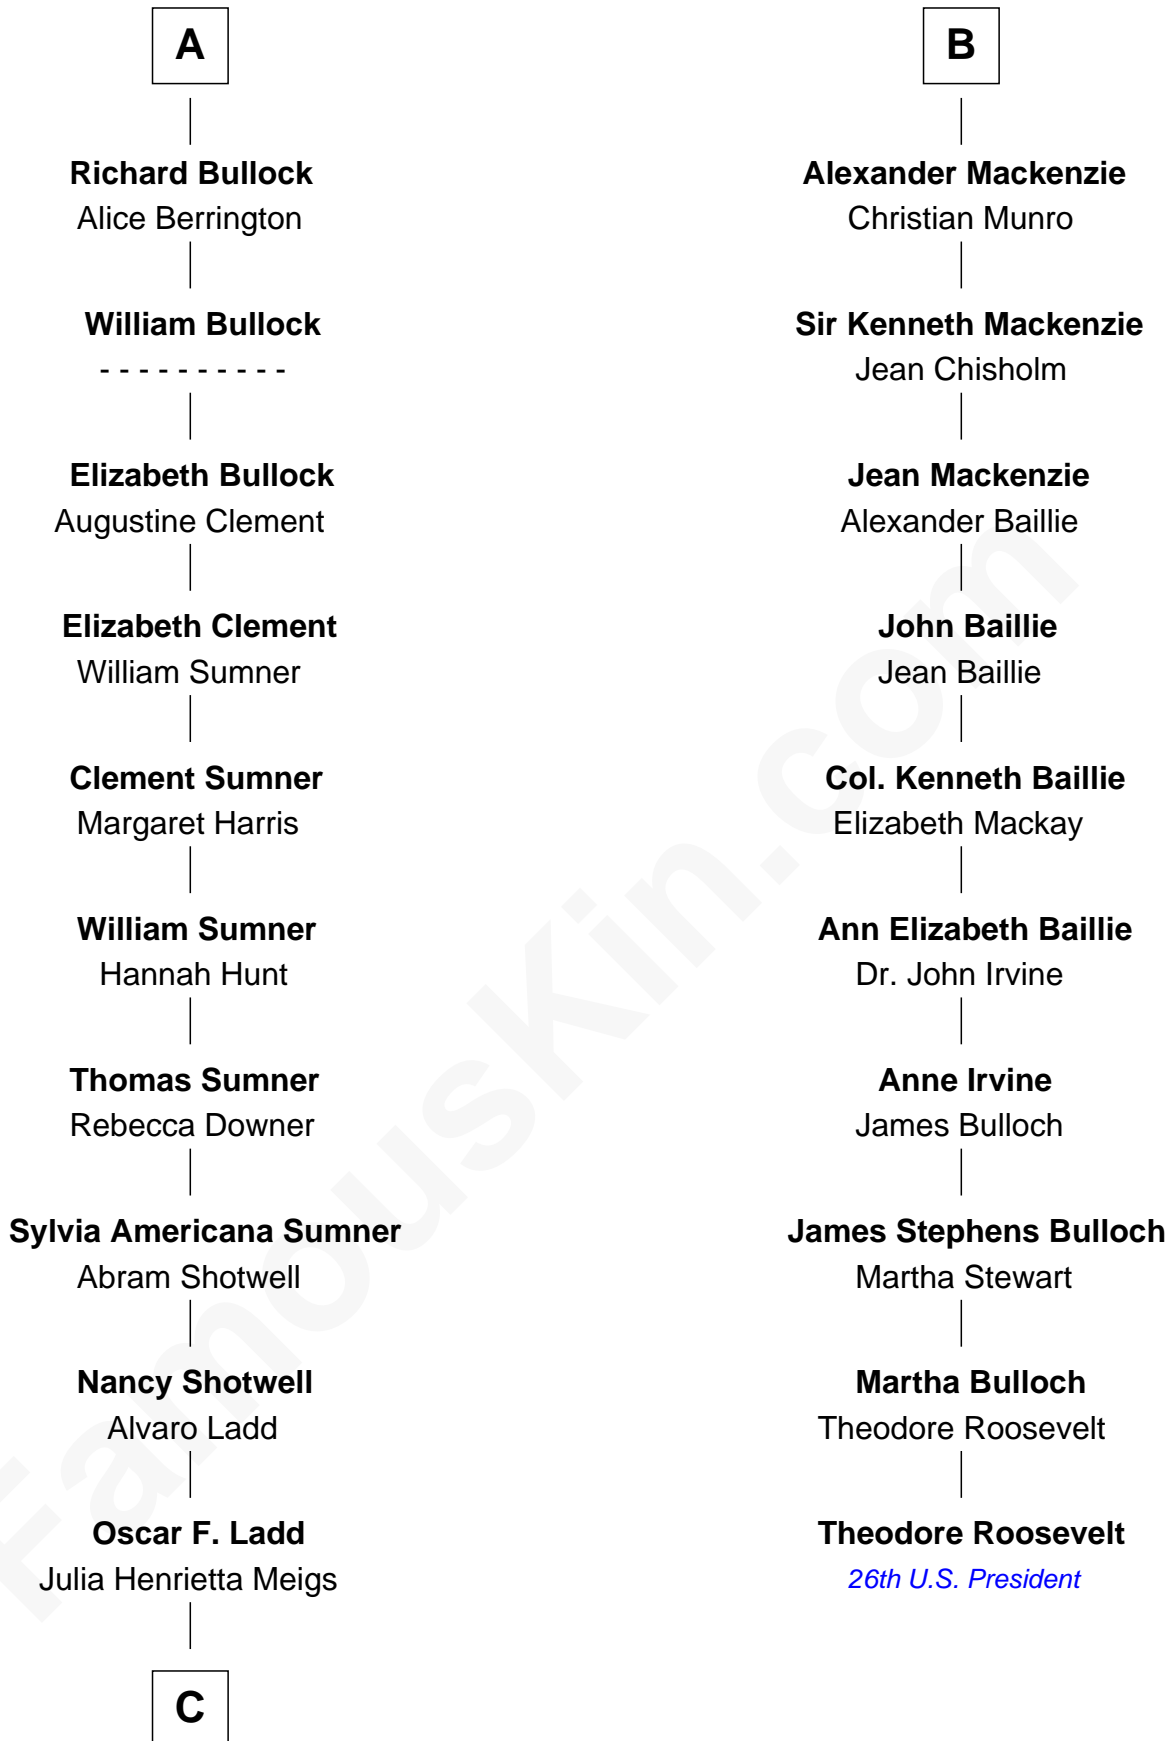 A
Richard Bullock
Alice Berrington
William Bullock
- - - - - - - - - -
Elizabeth Bullock
Augustine Clement
Elizabeth Clement
William Sumner
Clement Sumner
Margaret Harris
William Sumner
Hannah Hunt
Thomas Sumner
Rebecca Downer
Sylvia Americana Sumner
Abram Shotwell
Nancy Shotwell
Alvaro Ladd
Oscar F. Ladd
Julia Henrietta Meigs
C
B
Alexander Mackenzie
Christian Munro
Sir Kenneth Mackenzie
Jean Chisholm
Jean Mackenzie
Alexander Baillie
John Baillie
Jean Baillie
Col. Kenneth Baillie
Elizabeth Mackay
Ann Elizabeth Baillie
Dr. John Irvine
Anne Irvine
James Bulloch
James Stephens Bulloch
Martha Stewart
Martha Bulloch
Theodore Roosevelt
Theodore Roosevelt
26th U.S. President
FamousKin.com